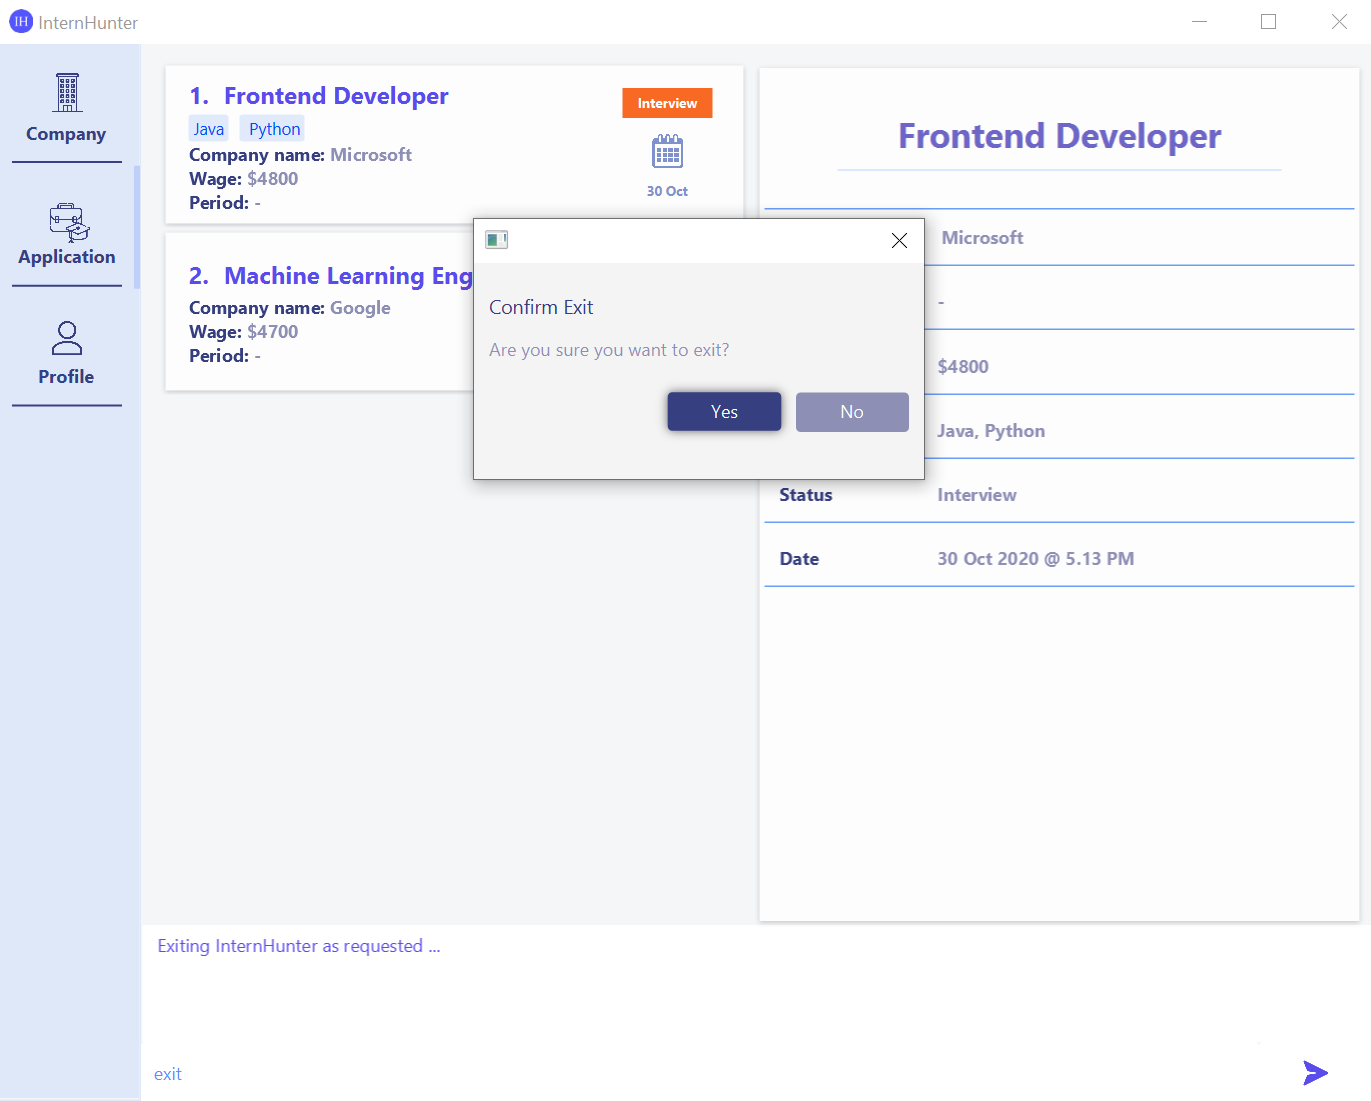 IH InternHunter
Company
Application
Profile
1. Frontend Developer
Java Python
Company name: Microsoft
Wage: $4800
Period: -
Interview
30 Oct
2. Machine Learning Eng
Company name: Google
Wage: $4700
Period: -
Frontend Developer
Microsoft
-
$4800
Java, Python
Status Interview
Date 30 Oct 2020 @ 5.13 PM
Confirm Exit
Are you sure you want to exit?
Yes No
Exiting InternHunter as requested ...
exit